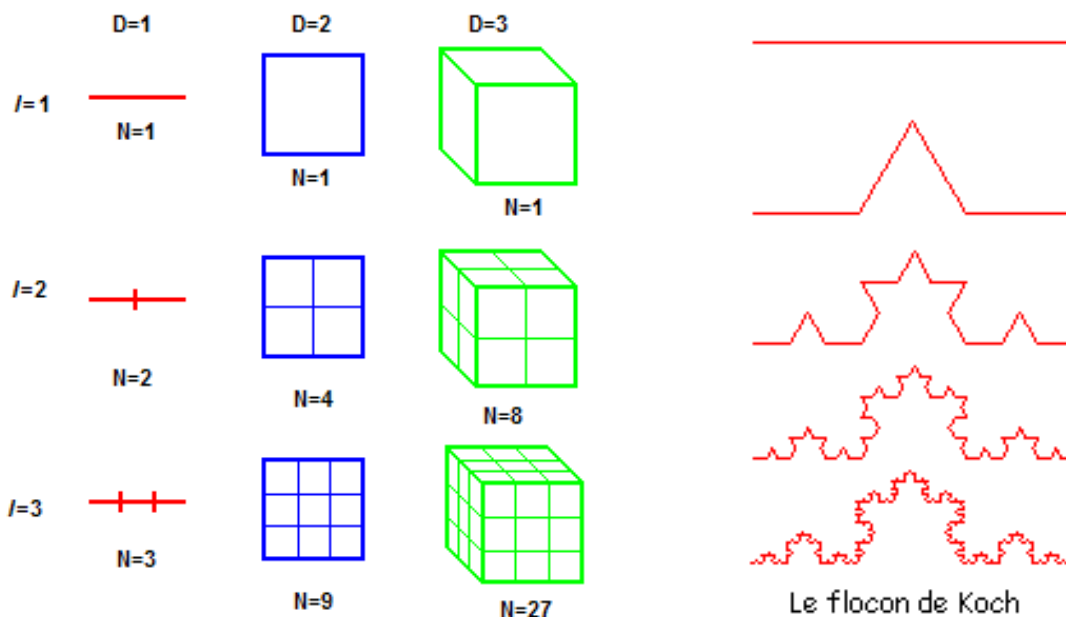 D=1 D=2 D=3
l=1
N=1
N=1
N=1
l=2
N=2
N=4
N=8
l=3
N=3
N=9
N=27
Le flocon de Koch